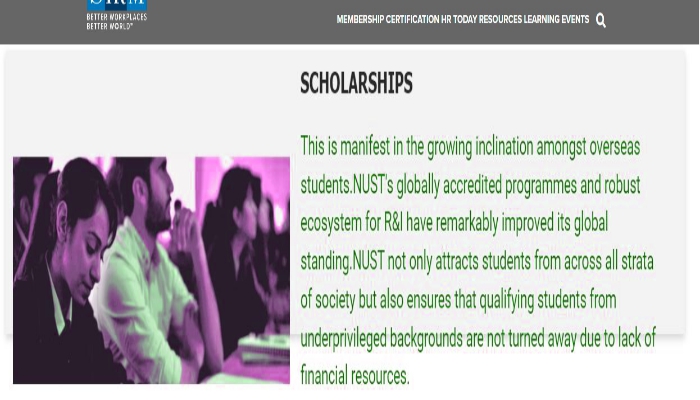 BETTER WORKPLACES
BETTER WORLD™
MEMBERSHIP CERTIFICATION HR TODAY RESOURCES LEARNING EVENTS
SCHOLARSHIPS
This is manifest in the growing inclination amongst overseas
students.NUST's globally accredited programmes and robust
ecosystem for R&I have remarkably improved its global
standing.NUST not only attracts students from across all strata
of society but also ensures that qualifying students from
underprivileged backgrounds are not turned away due to lack of
financial resources.